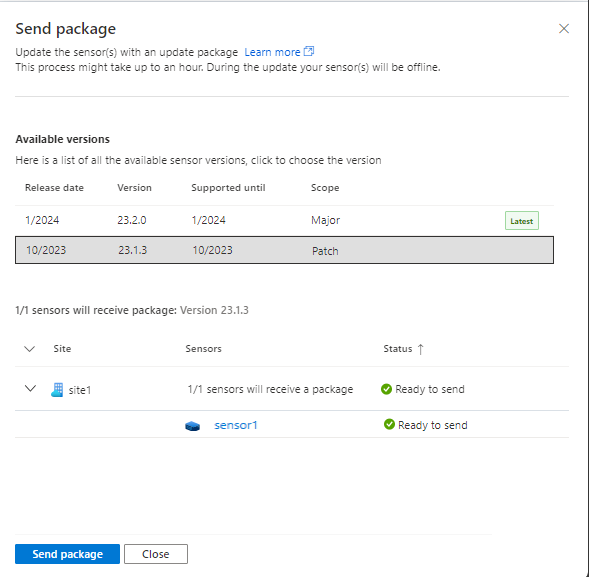 Send package
Update the sensor(s) with an update package Learn more
This process might take up to an hour. During the update your sensor(s) will be offline.
Available versions
Here is a list of all the available sensor versions, click to choose the version
Release date Version Supported until Scope
1/2024 23.2.0 1/2024 Major Latest
10/2023 23.1.3 10/2023 Patch
1/1 sensors will receive package: Version 23.1.3
Site Sensors Status ↑
site1 1/1 sensors will receive a package Ready to send
sensor1 Ready to send
Send package Close